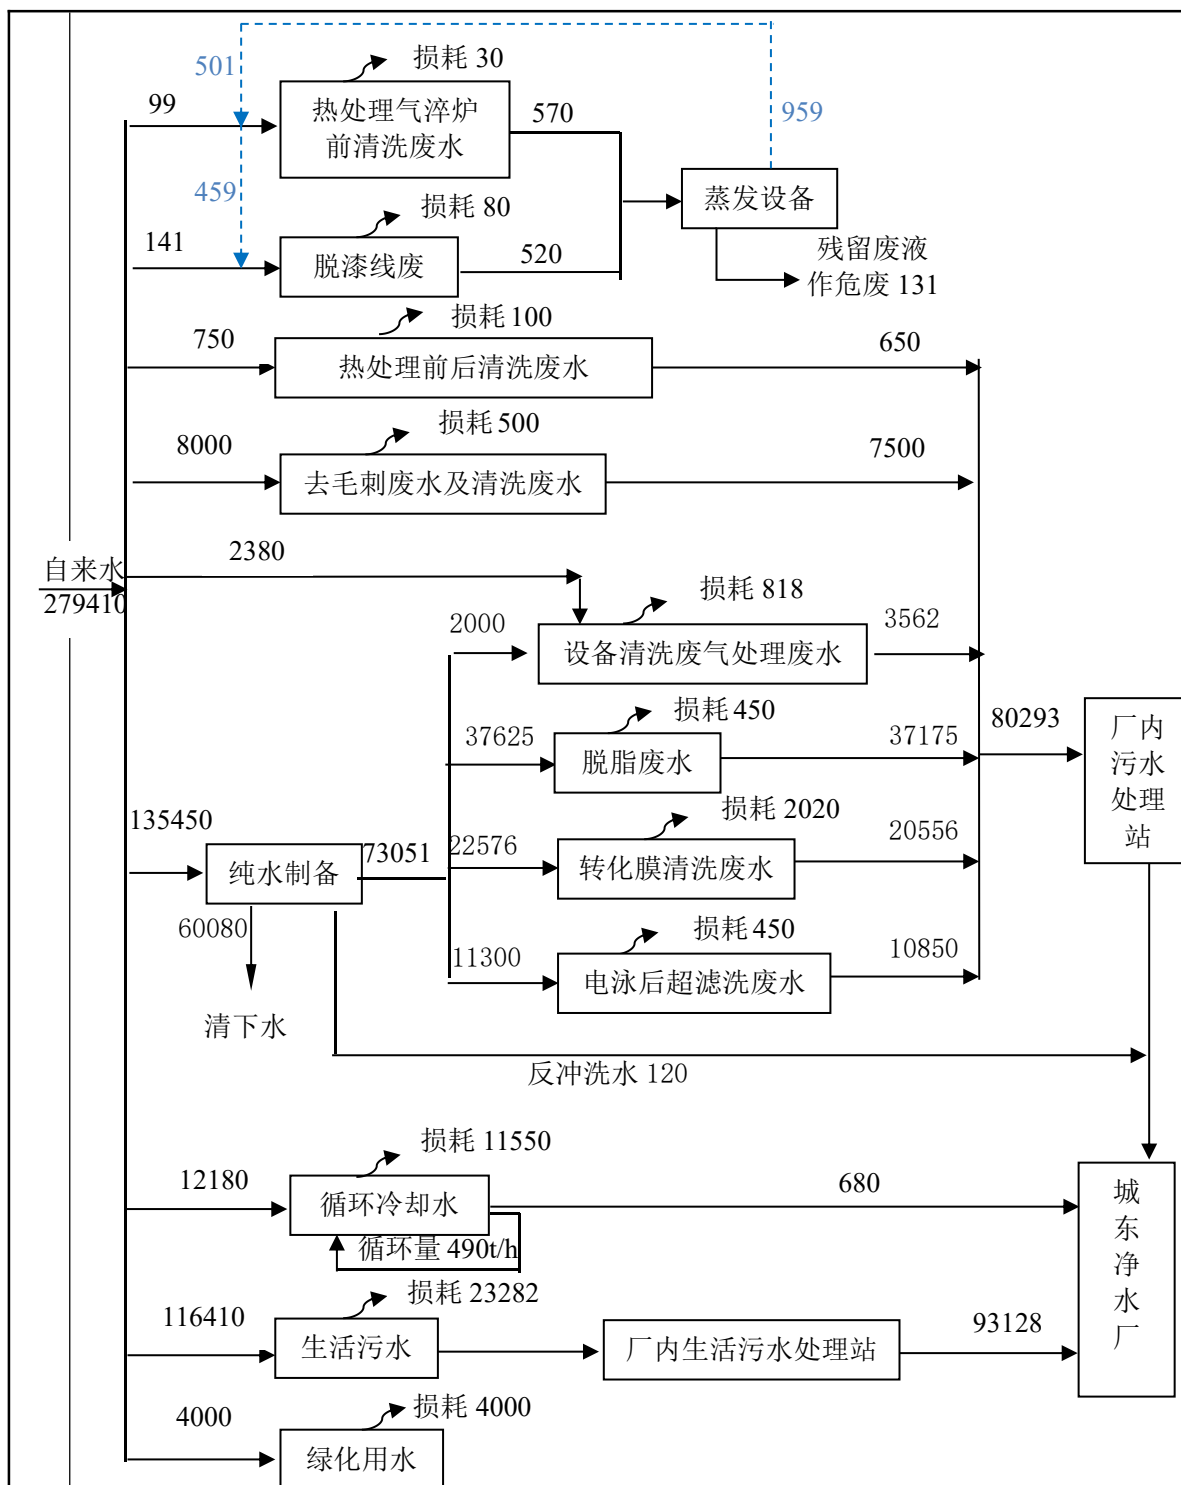 损耗 30
501
99
热处理气淬炉
前清洗废水
570
959
459
损耗 80
蒸发设备
141
脱漆线废
520
残留废液
作危废 131
损耗 100
750
热处理前后清洗废水
650
损耗 500
8000
去毛刺废水及清洗废水
7500
自来水
279410
2380
损耗 818
2000
设备清洗废气处理废水
3562
损耗 450
37625
脱脂废水
37175
80293
厂内污水处理站
135450
损耗 2020
纯水制备
73051
22576
转化膜清洗废水
20556
60080
损耗 450
11300
电泳后超滤洗废水
10850
清下水
反冲洗水 120
损耗 11550
12180
循环冷却水
680
循环量 490t/h
城东净水厂
损耗 23282
116410
生活污水
厂内生活污水处理站
93128
损耗 4000
4000
绿化用水